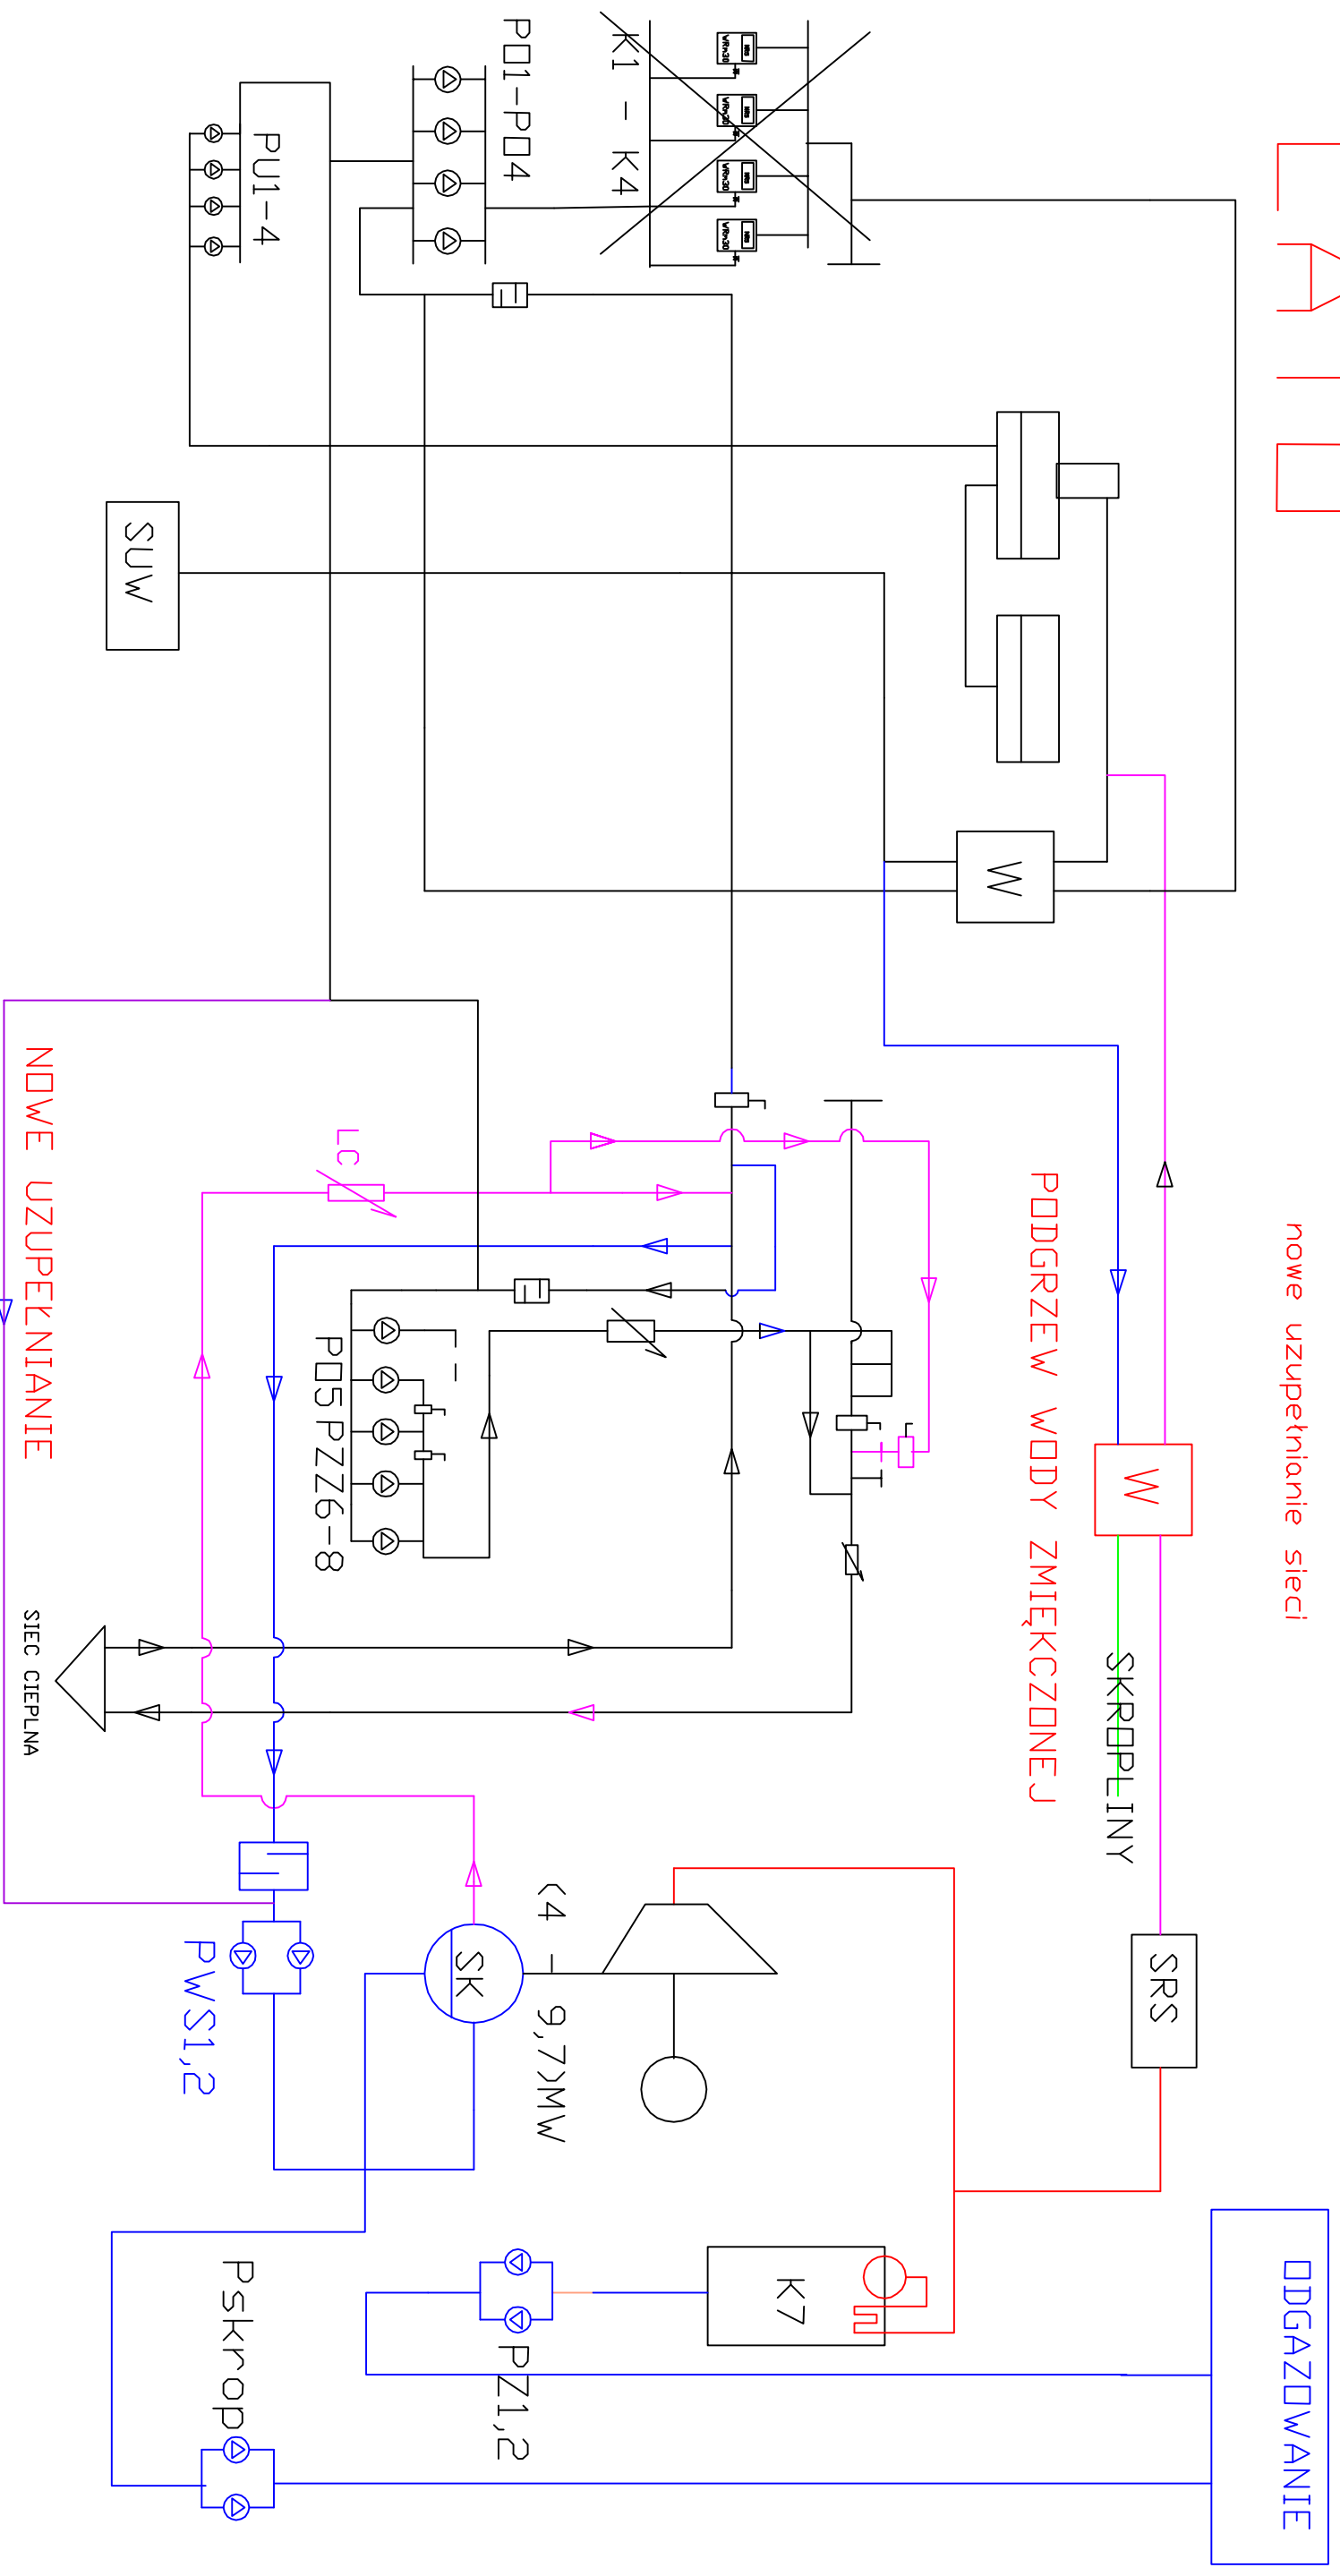 ODGAZOWANIE
nowe uzupełnianie sieci
SRS
W
SKROPLINY
PODGRZEW WODY ZMIĘKCZONEJ
W
K7
K1 - K4
(4 - 9,7)MW
PO1-PO4
PZ1,2
SK
LC
PO5 PZZ6-8
PU1-4
Pskrop
PWS1,2
SUW
NOWE UZUPEŁNIANIE
SIEC CIEPLNA